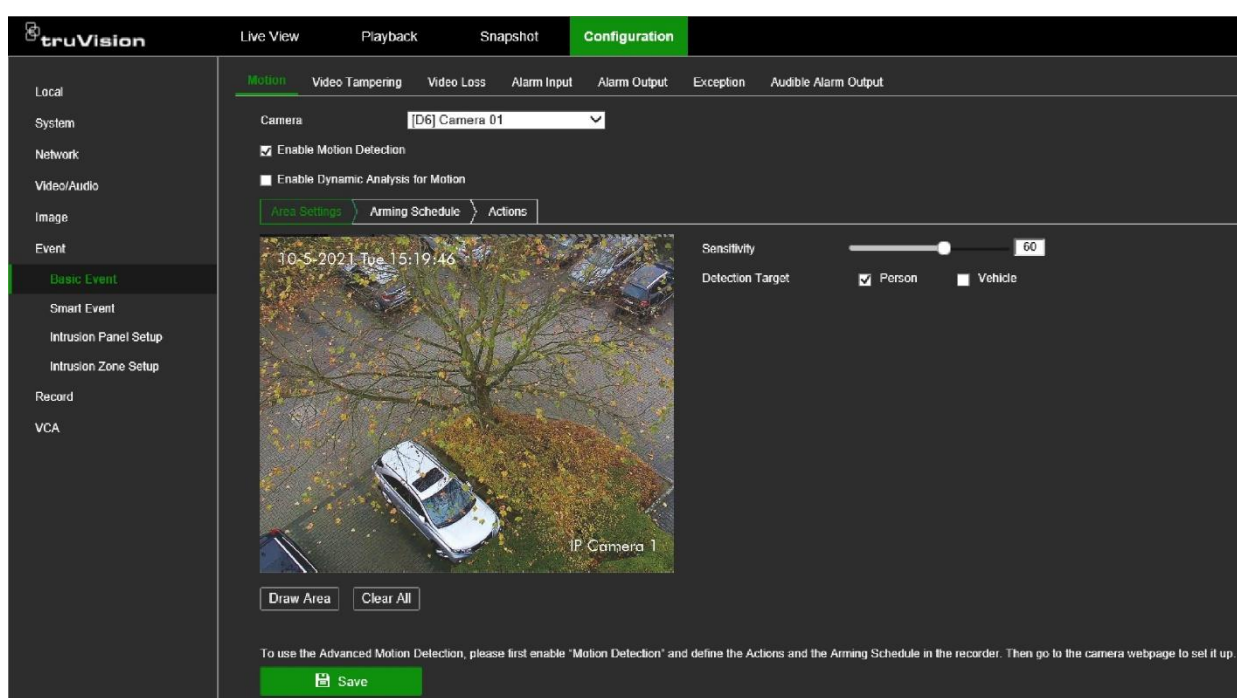 truVision
Live View Playback Snapshot Configuration
Motion Video Tampering Video Loss Alarm Input Alarm Output Exception Audible Alarm Output
Local
System
Network
Video/Audio
Image
Event
Basic Event
Smart Event
Intrusion Panel Setup
Intrusion Zone Setup
Record
VCA
Camera [D6] Camera 01
Enable Motion Detection
Enable Dynamic Analysis for Motion
Area Settings Arming Schedule Actions
10-5-2021 Tue 15:19:46
IP Camera 1
Sensitivity 60
Detection Target Person Vehicle
Draw Area Clear All
To use the Advanced Motion Detection, please first enable "Motion Detection" and define the Actions and the Arming Schedule in the recorder. Then go to the camera webpage to set it up.
Save